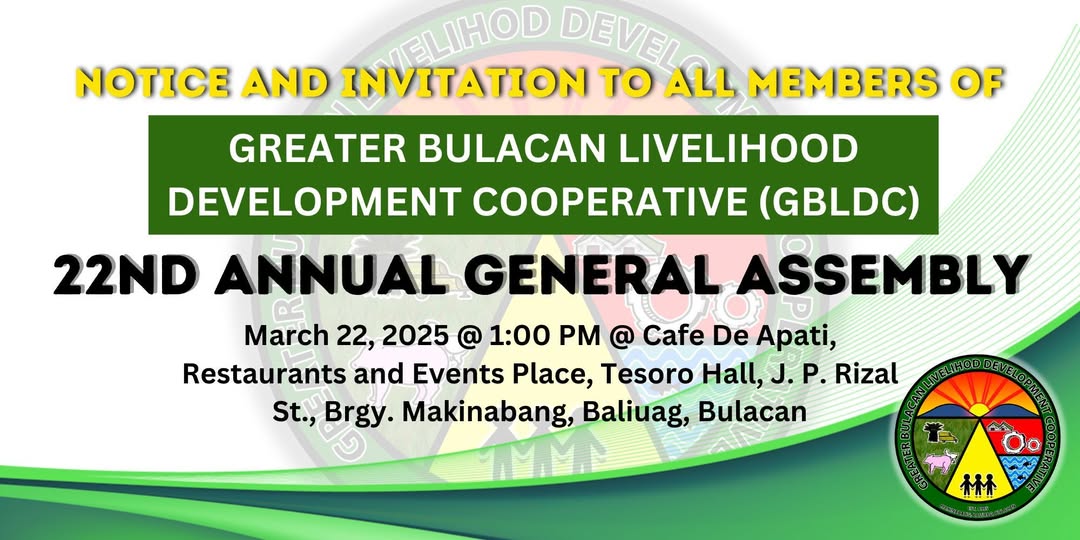 NOTICE AND INVITATION TO ALL MEMBERS OF
GREATER BULACAN LIVELIHOOD
DEVELOPMENT COOPERATIVE (GBLDC)
22ND ANNUAL GENERAL ASSEMBLY
March 22, 2025 @ 1:00 PM @ Cafe De Apati,
Restaurants and Events Place, Tesoro Hall, J. P. Rizal
St., Brgy. Makinabang, Baliuag, Bulacan
GREATER BULACAN LIVELIHOD DEVELOPMENT COOPERATIVE